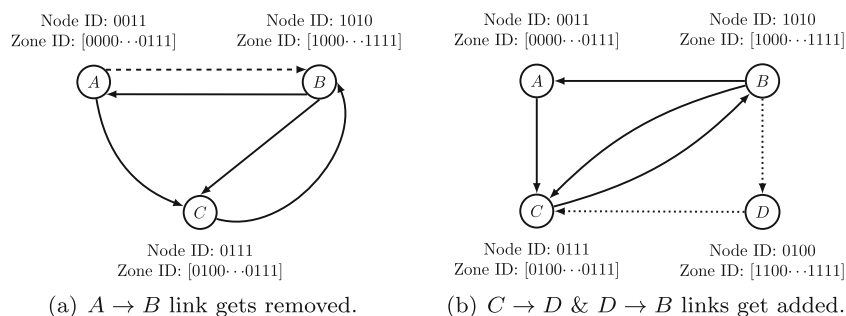 Node ID: 0011
Zone ID: [0000···0111]
Node ID: 1010
Zone ID: [1000···1111]
A
B
C
Node ID: 0111
Zone ID: [0100···0111]
(a) A → B link gets removed.
Node ID: 0011
Zone ID: [0000···0111]
Node ID: 1010
Zone ID: [1000···1111]
A
B
C
D
Node ID: 0111
Zone ID: [0100···0111]
Node ID: 0100
Zone ID: [1100···1111]
(b) C → D & D → B links get added.